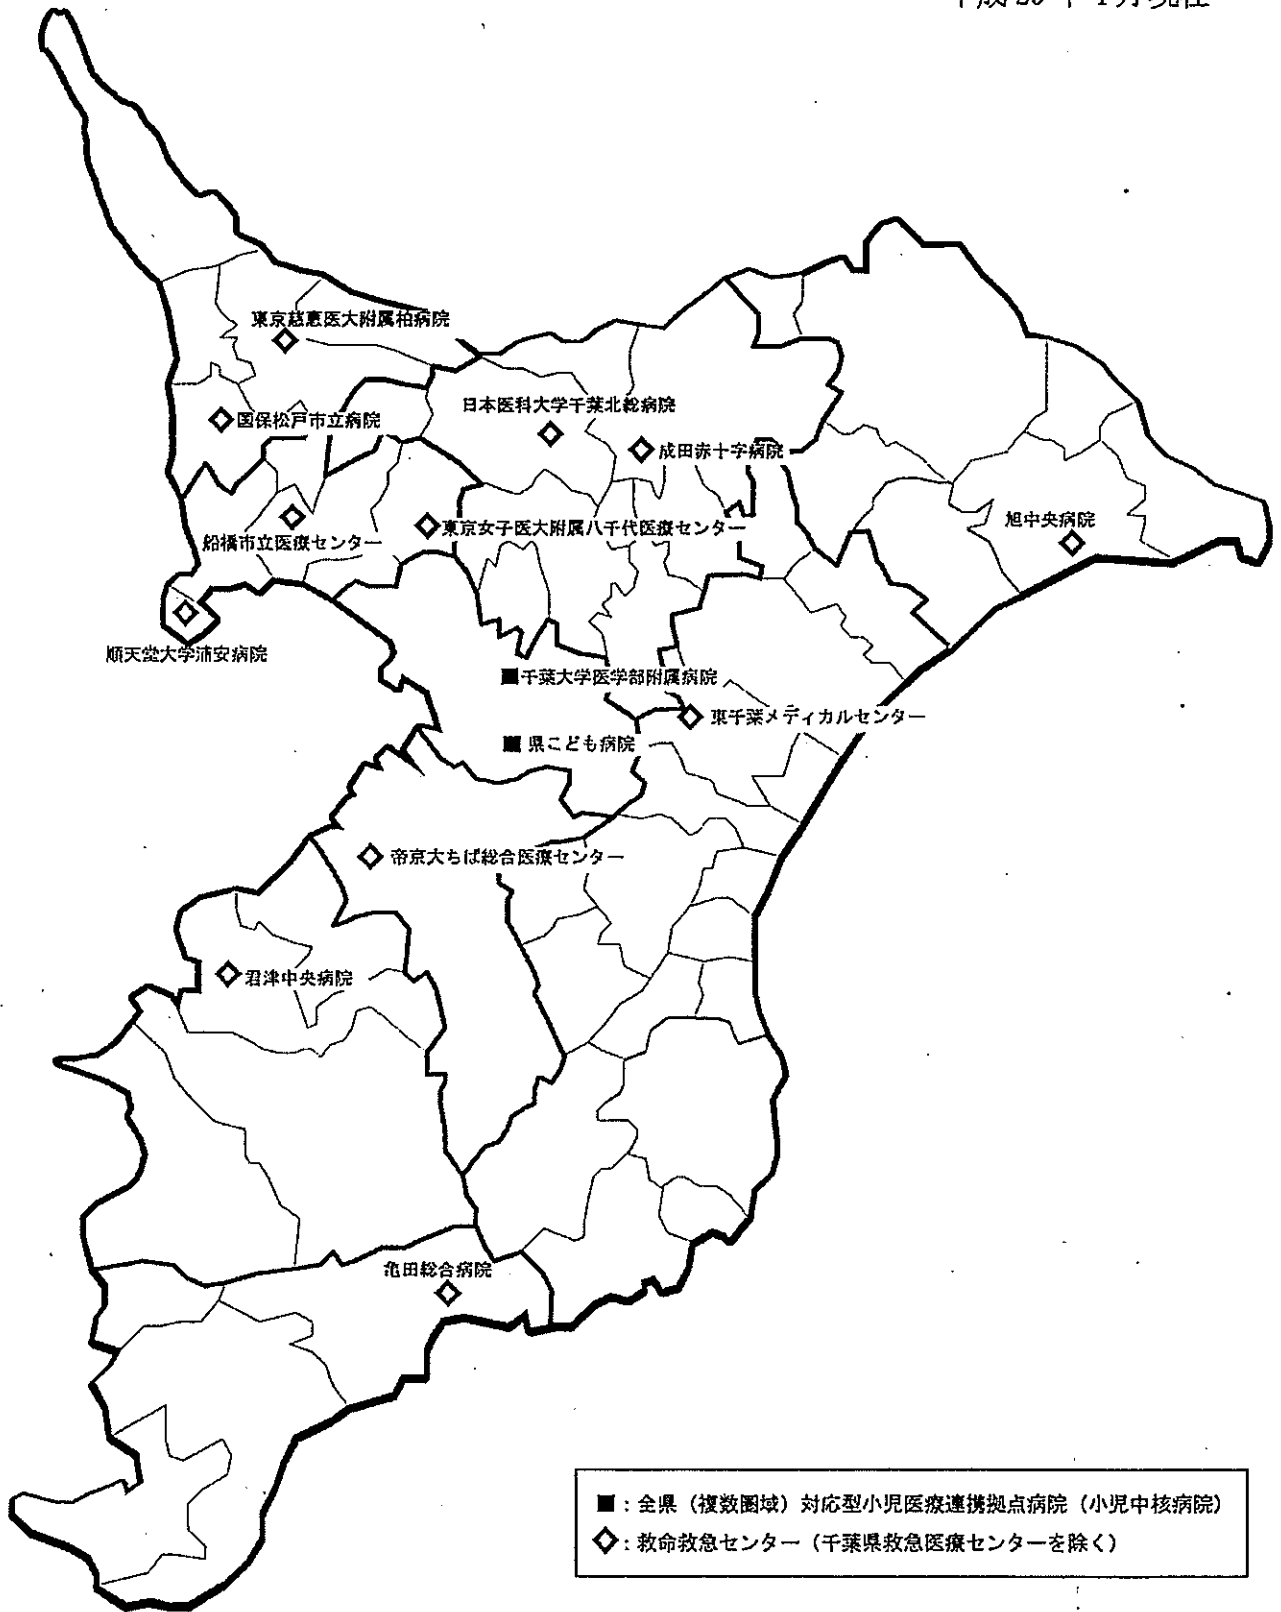 東京慈恵医大附属柏病院
国保松戸市立病院
日本医科大学千葉北総病院
成田赤十字病院
旭中央病院
東京女子医大附属八千代医療センター
船橋市立医療センター
順天堂大学浦安病院
■千葉大学医学部附属病院
東千葉メディカルセンター
■県こども病院
帝京大ちば総合医療センター
君津中央病院
亀田総合病院
■：全県（複数圏域）対応型小児医療連携拠点病院（小児中核病院）
◇：救命救急センター（千葉県救急医療センターを除く）